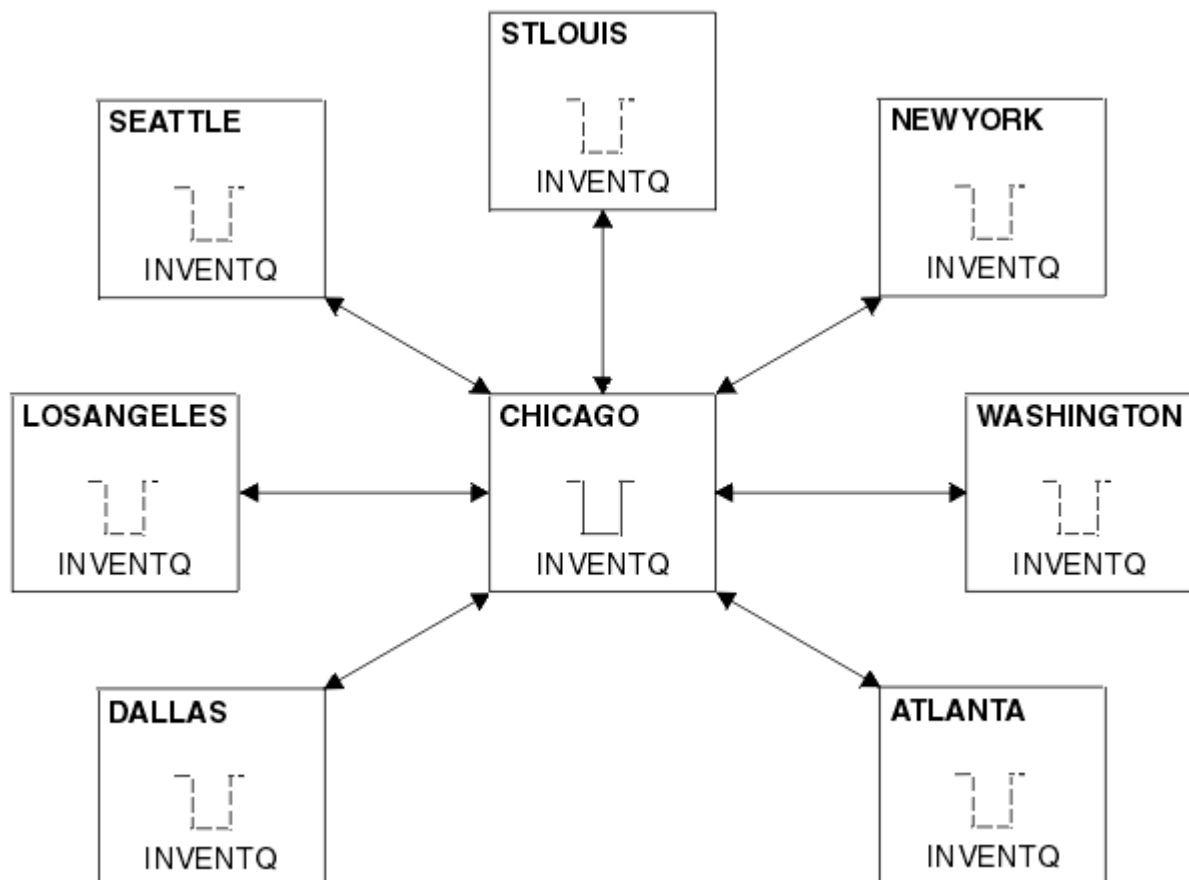 STLOUIS
INVENTQ
SEATTLE
INVENTQ
NEWYORK
INVENTQ
LOSANGELES
INVENTQ
CHICAGO
INVENTQ
WASHINGTON
INVENTQ
DALLAS
INVENTQ
ATLANTA
INVENTQ